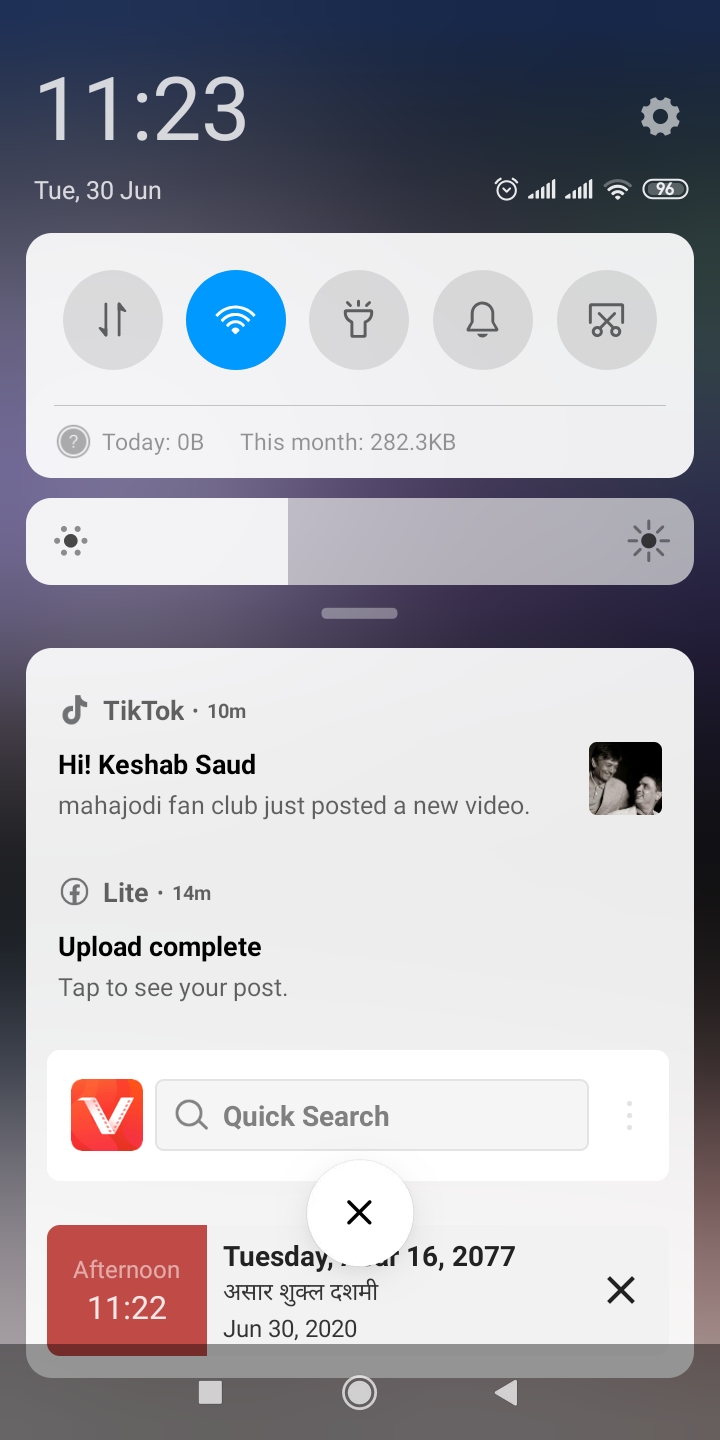 11:23
Tue, 30 Jun
96
Today: 0B This month: 282.3KB
TikTok · 10m
Hi! Keshab Saud
mahajodi fan club just posted a new video.
Lite · 14m
Upload complete
Tap to see your post.
Quick Search
Afternoon
11:22
Tuesday, 16, 2077
असार शुक्ल दशमी
Jun 30, 2020